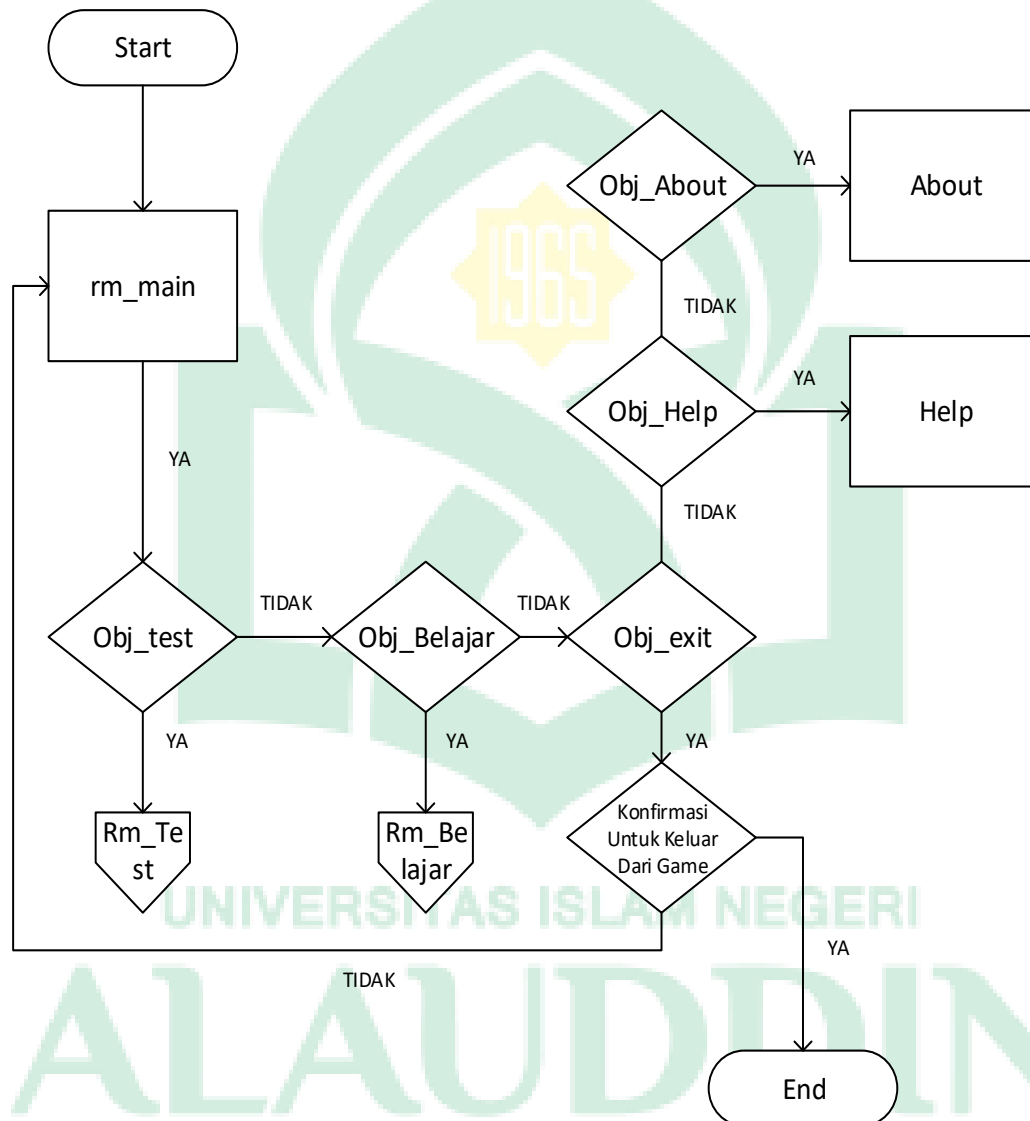 Start
Obj_About
YA
About
rm_main
1965
TIDAK
Obj_Help
YA
Help
YA
TIDAK
Obj_test
TIDAK
Obj_Belajar
TIDAK
Obj_exit
YA
YA
YA
Rm_Te
st
Rm_Be
lajar
Konfirmasi
Untuk Keluar
Dari Game
UNIVERSITAS ISLAM NEGERI
YA
TIDAK
ALAUDDIN
End